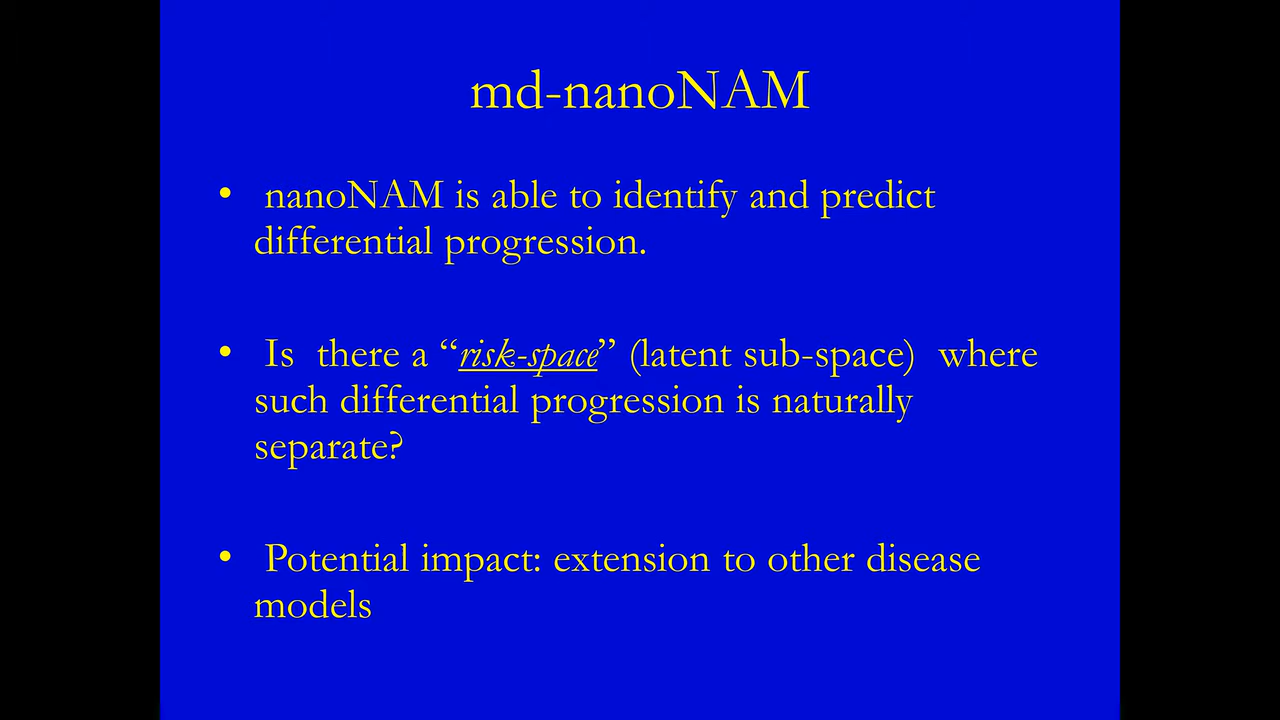 md-nanoNAM
• nanoNAM is able to identify and predict
differential progression.
• Is there a “risk-space” (latent sub-space) where
such differential progression is naturally
separate?
• Potential impact: extension to other disease
models